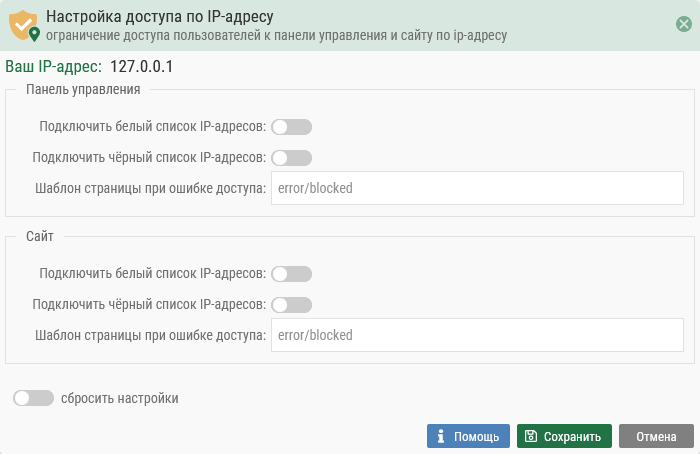 Настройка доступа по IP-адресу
ограничение доступа пользователей к панели управления и сайту по ip-адресу
Ваш IP-адрес: 127.0.0.1
Панель управления
Подключить белый список IP-адресов:
Подключить чёрный список IP-адресов:
Шаблон страницы при ошибке доступа: error/blocked
Сайт
Подключить белый список IP-адресов:
Подключить чёрный список IP-адресов:
Шаблон страницы при ошибке доступа: error/blocked
сбросить настройки
Помощь Сохранить Отмена